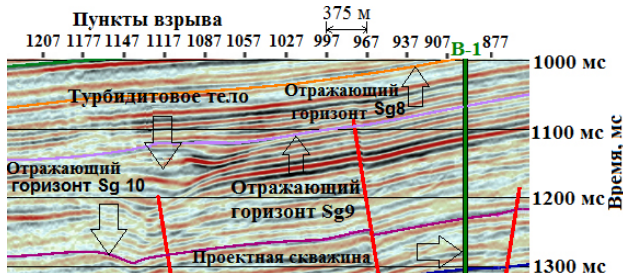 Пункты взрыва
375 м
1207 1177 1147 1117 1087 1057 1027 997 967 937 907 877
В-1
1000 мс
Турбидитовое тело
Отражающий
горизонт Sg8
1100 мс
Отражающий
горизонт Sg 10
Отражающий
горизонт Sg9
1200 мс
Проектная скважина
1300 мс
Время, мс